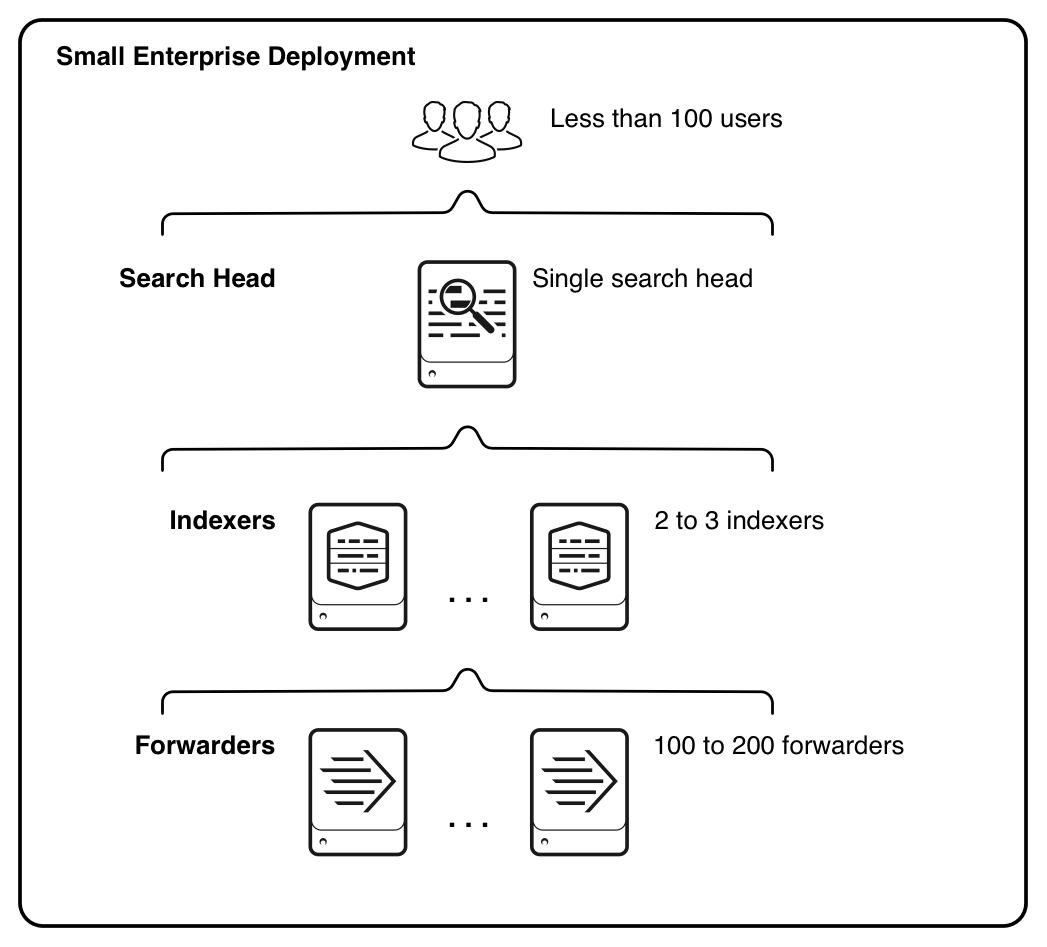 Small Enterprise Deployment
Less than 100 users
Search Head
Single search head
Indexers
2 to 3 indexers
. . .
Forwarders
100 to 200 forwarders
. . .